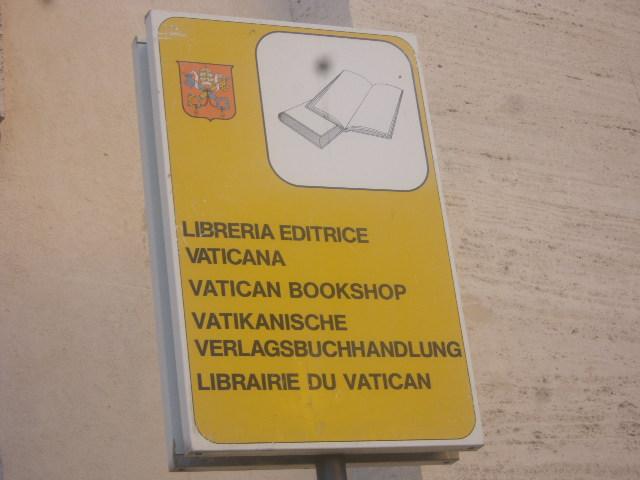 LIBRERIA EDITRICE
VATICANA
VATICAN BOOKSHOP
VATIKANISCHE
VERLAGSBUCHHANDLUNG
LIBRAIRIE DU VATICAN